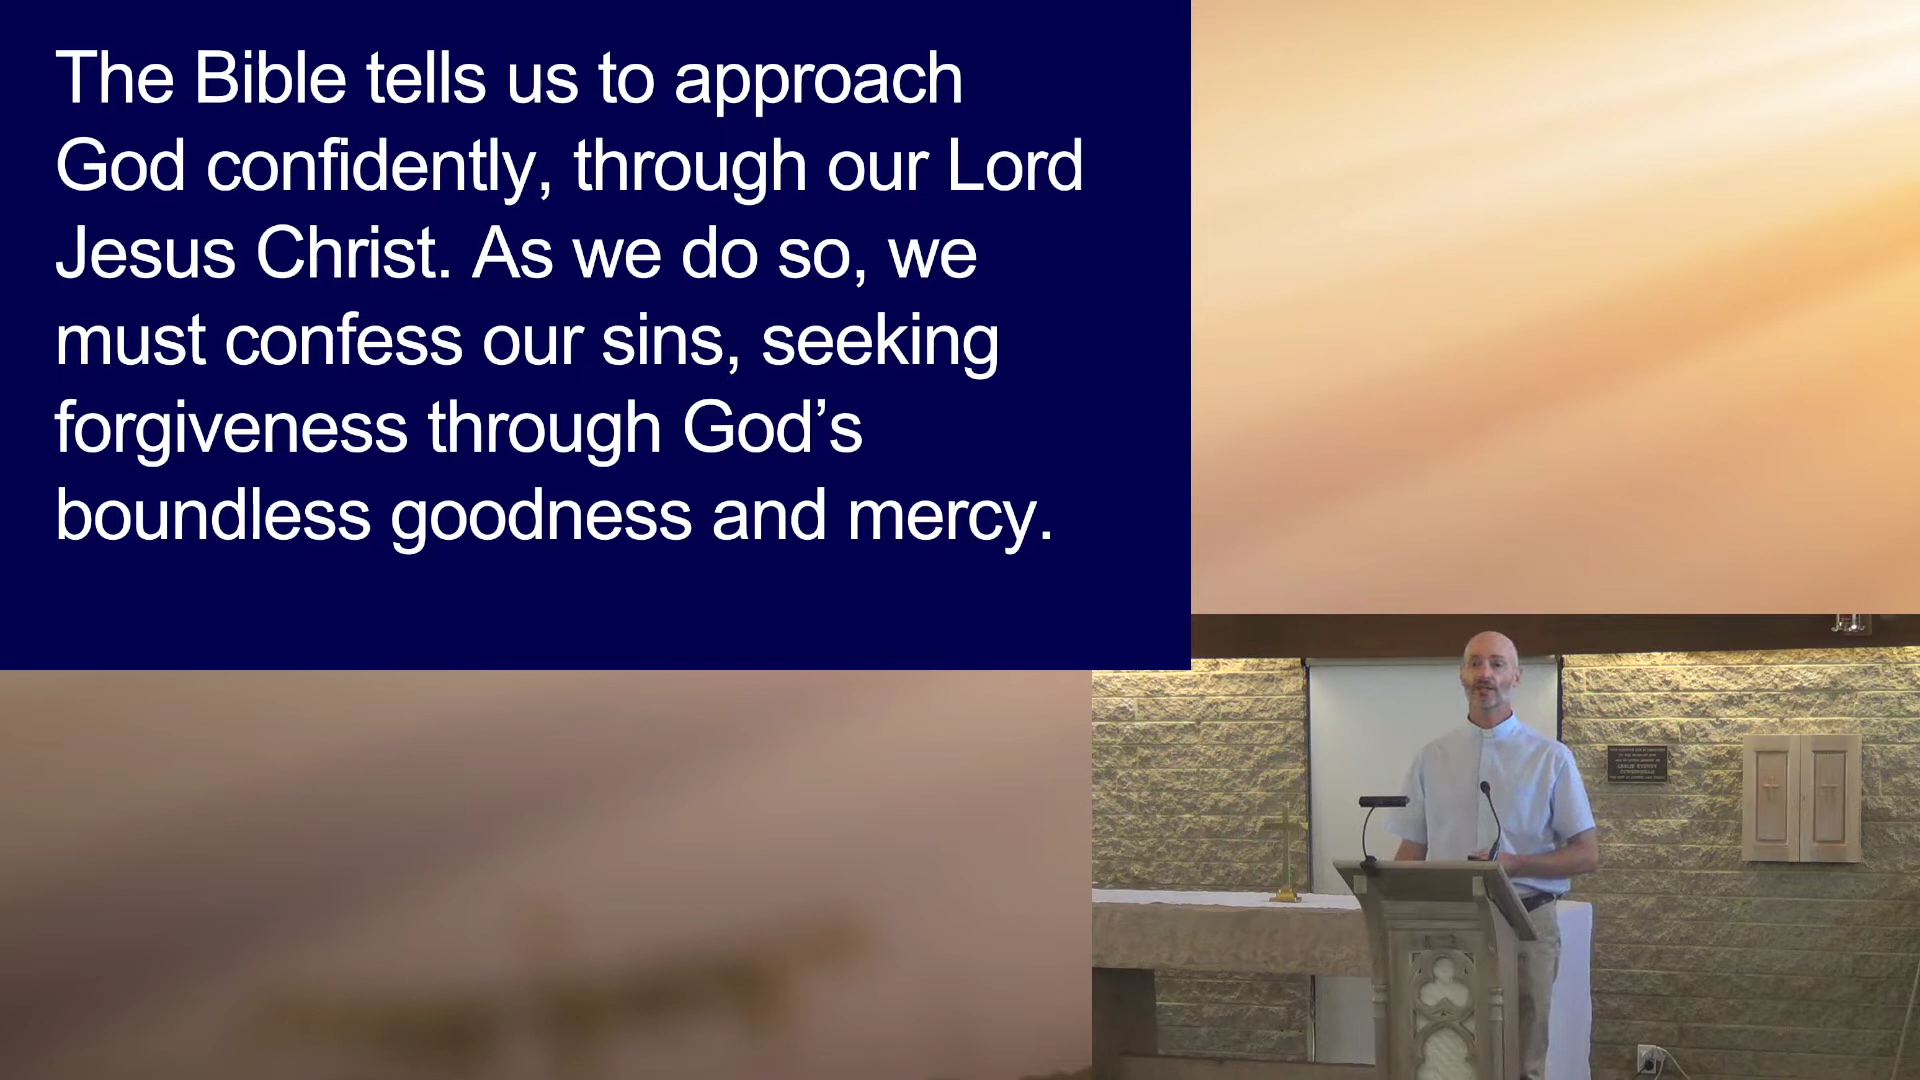 The Bible tells us to approach
God confidently, through our Lord
Jesus Christ. As we do so, we
must confess our sins, seeking
forgiveness through God’s
boundless goodness and mercy.